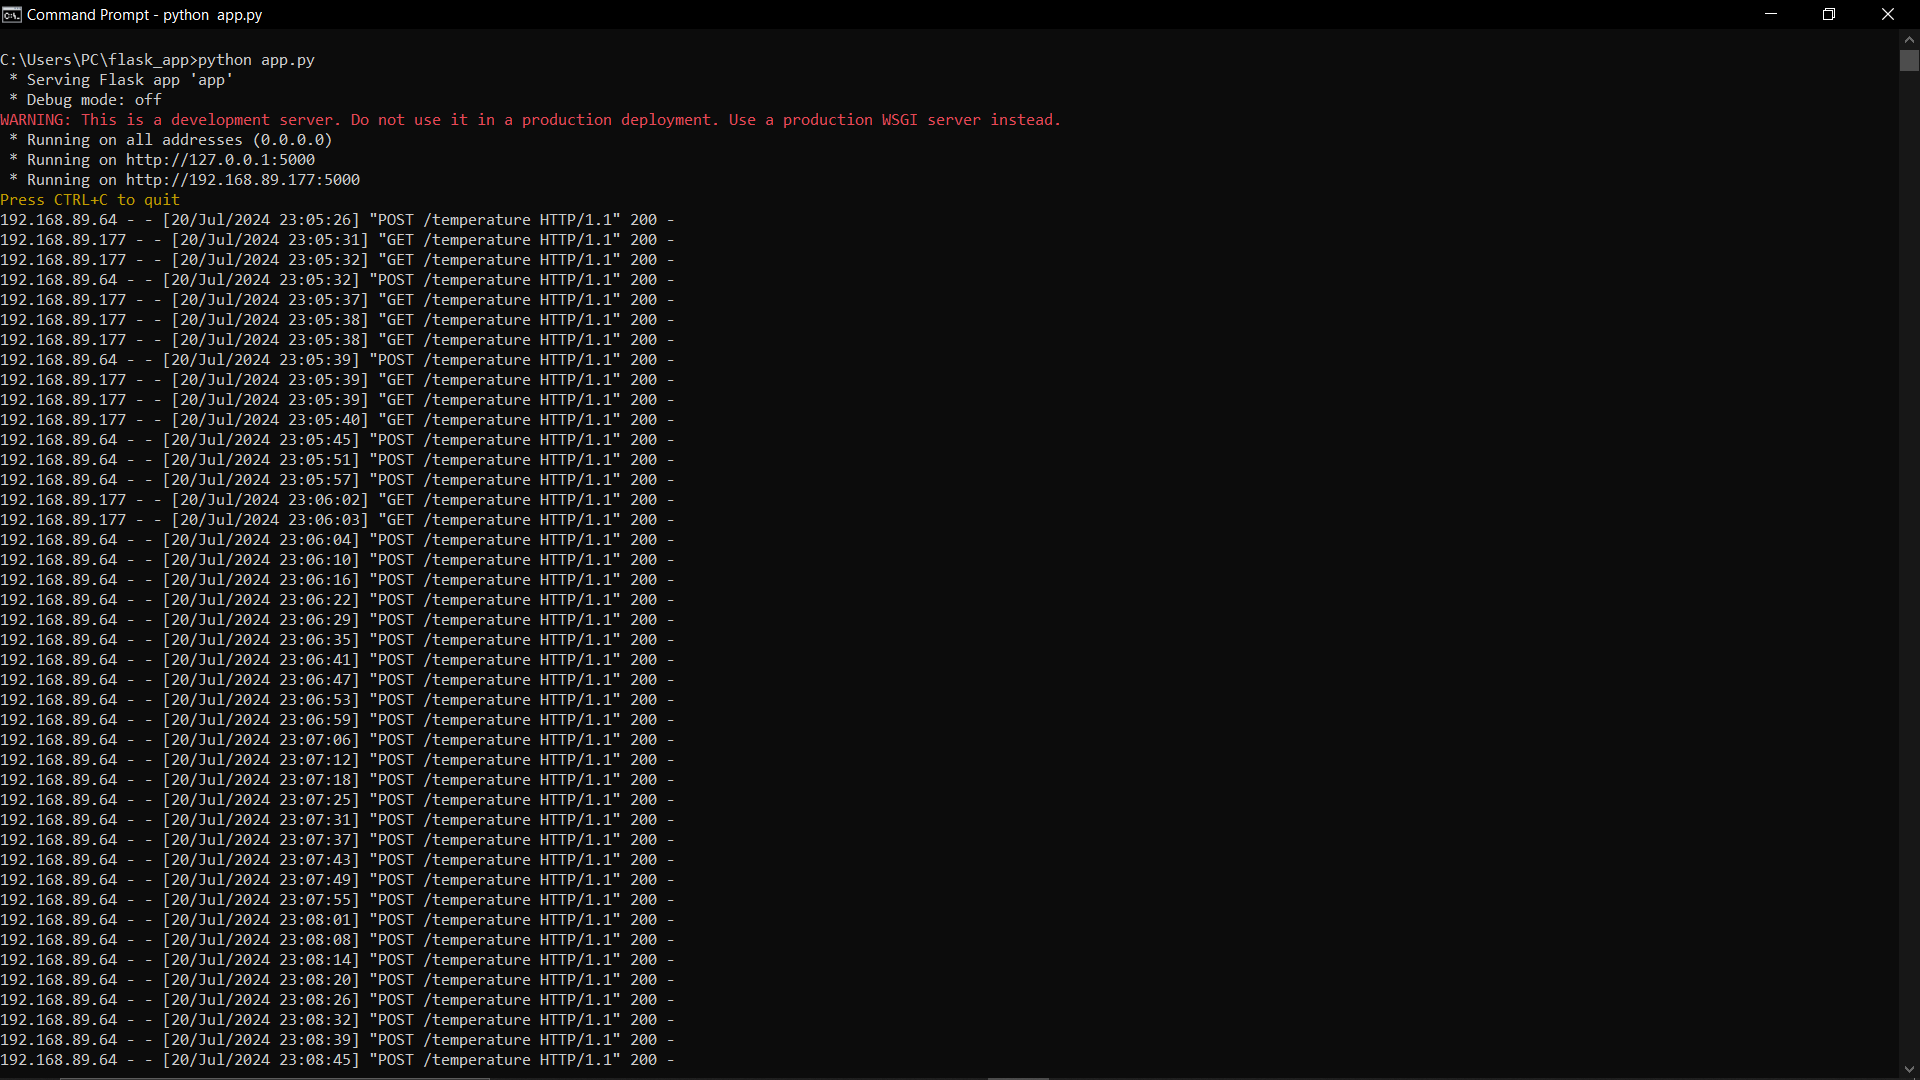 Command Prompt - python  app.py
C:\Users\PC\flask_app>python app.py
 * Serving Flask app 'app'
 * Debug mode: off
WARNING: This is a development server. Do not use it in a production deployment. Use a production WSGI server instead.
 * Running on all addresses (0.0.0.0)
 * Running on http://127.0.0.1:5000
 * Running on http://192.168.89.177:5000
Press CTRL+C to quit
192.168.89.64 - - [20/Jul/2024 23:05:26] "POST /temperature HTTP/1.1" 200 -
192.168.89.177 - - [20/Jul/2024 23:05:31] "GET /temperature HTTP/1.1" 200 -
192.168.89.177 - - [20/Jul/2024 23:05:32] "GET /temperature HTTP/1.1" 200 -
192.168.89.64 - - [20/Jul/2024 23:05:32] "POST /temperature HTTP/1.1" 200 -
192.168.89.177 - - [20/Jul/2024 23:05:37] "GET /temperature HTTP/1.1" 200 -
192.168.89.177 - - [20/Jul/2024 23:05:38] "GET /temperature HTTP/1.1" 200 -
192.168.89.177 - - [20/Jul/2024 23:05:38] "GET /temperature HTTP/1.1" 200 -
192.168.89.64 - - [20/Jul/2024 23:05:39] "POST /temperature HTTP/1.1" 200 -
192.168.89.177 - - [20/Jul/2024 23:05:39] "GET /temperature HTTP/1.1" 200 -
192.168.89.177 - - [20/Jul/2024 23:05:39] "GET /temperature HTTP/1.1" 200 -
192.168.89.177 - - [20/Jul/2024 23:05:40] "GET /temperature HTTP/1.1" 200 -
192.168.89.64 - - [20/Jul/2024 23:05:45] "POST /temperature HTTP/1.1" 200 -
192.168.89.64 - - [20/Jul/2024 23:05:51] "POST /temperature HTTP/1.1" 200 -
192.168.89.64 - - [20/Jul/2024 23:05:57] "POST /temperature HTTP/1.1" 200 -
192.168.89.177 - - [20/Jul/2024 23:06:02] "GET /temperature HTTP/1.1" 200 -
192.168.89.177 - - [20/Jul/2024 23:06:03] "GET /temperature HTTP/1.1" 200 -
192.168.89.64 - - [20/Jul/2024 23:06:04] "POST /temperature HTTP/1.1" 200 -
192.168.89.64 - - [20/Jul/2024 23:06:10] "POST /temperature HTTP/1.1" 200 -
192.168.89.64 - - [20/Jul/2024 23:06:16] "POST /temperature HTTP/1.1" 200 -
192.168.89.64 - - [20/Jul/2024 23:06:22] "POST /temperature HTTP/1.1" 200 -
192.168.89.64 - - [20/Jul/2024 23:06:29] "POST /temperature HTTP/1.1" 200 -
192.168.89.64 - - [20/Jul/2024 23:06:35] "POST /temperature HTTP/1.1" 200 -
192.168.89.64 - - [20/Jul/2024 23:06:41] "POST /temperature HTTP/1.1" 200 -
192.168.89.64 - - [20/Jul/2024 23:06:47] "POST /temperature HTTP/1.1" 200 -
192.168.89.64 - - [20/Jul/2024 23:06:53] "POST /temperature HTTP/1.1" 200 -
192.168.89.64 - - [20/Jul/2024 23:06:59] "POST /temperature HTTP/1.1" 200 -
192.168.89.64 - - [20/Jul/2024 23:07:06] "POST /temperature HTTP/1.1" 200 -
192.168.89.64 - - [20/Jul/2024 23:07:12] "POST /temperature HTTP/1.1" 200 -
192.168.89.64 - - [20/Jul/2024 23:07:18] "POST /temperature HTTP/1.1" 200 -
192.168.89.64 - - [20/Jul/2024 23:07:25] "POST /temperature HTTP/1.1" 200 -
192.168.89.64 - - [20/Jul/2024 23:07:31] "POST /temperature HTTP/1.1" 200 -
192.168.89.64 - - [20/Jul/2024 23:07:37] "POST /temperature HTTP/1.1" 200 -
192.168.89.64 - - [20/Jul/2024 23:07:43] "POST /temperature HTTP/1.1" 200 -
192.168.89.64 - - [20/Jul/2024 23:07:49] "POST /temperature HTTP/1.1" 200 -
192.168.89.64 - - [20/Jul/2024 23:07:55] "POST /temperature HTTP/1.1" 200 -
192.168.89.64 - - [20/Jul/2024 23:08:01] "POST /temperature HTTP/1.1" 200 -
192.168.89.64 - - [20/Jul/2024 23:08:08] "POST /temperature HTTP/1.1" 200 -
192.168.89.64 - - [20/Jul/2024 23:08:14] "POST /temperature HTTP/1.1" 200 -
192.168.89.64 - - [20/Jul/2024 23:08:20] "POST /temperature HTTP/1.1" 200 -
192.168.89.64 - - [20/Jul/2024 23:08:26] "POST /temperature HTTP/1.1" 200 -
192.168.89.64 - - [20/Jul/2024 23:08:32] "POST /temperature HTTP/1.1" 200 -
192.168.89.64 - - [20/Jul/2024 23:08:39] "POST /temperature HTTP/1.1" 200 -
192.168.89.64 - - [20/Jul/2024 23:08:45] "POST /temperature HTTP/1.1" 200 -